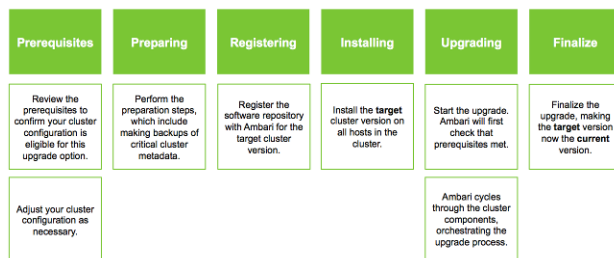 Prerequisites
Preparing
Registering
Installing
Upgrading
Finalize
Review the
prerequisites to
confirm your cluster
configuration is
eligible for this
upgrade option.
Perform the
preparation steps,
which include
making backups of
critical cluster
metadata.
Register the
software repository
with Ambari for the
target cluster
version.
Install the target
cluster version on
all hosts in the
cluster.
Start the upgrade.
Ambari will first
check that
prerequisites met.
Finalize the
upgrade, making
the target version
now the current
version.
Adjust your cluster
configuration as
necessary.
Ambari cycles
through the cluster
components,
orchestrating the
upgrade process.